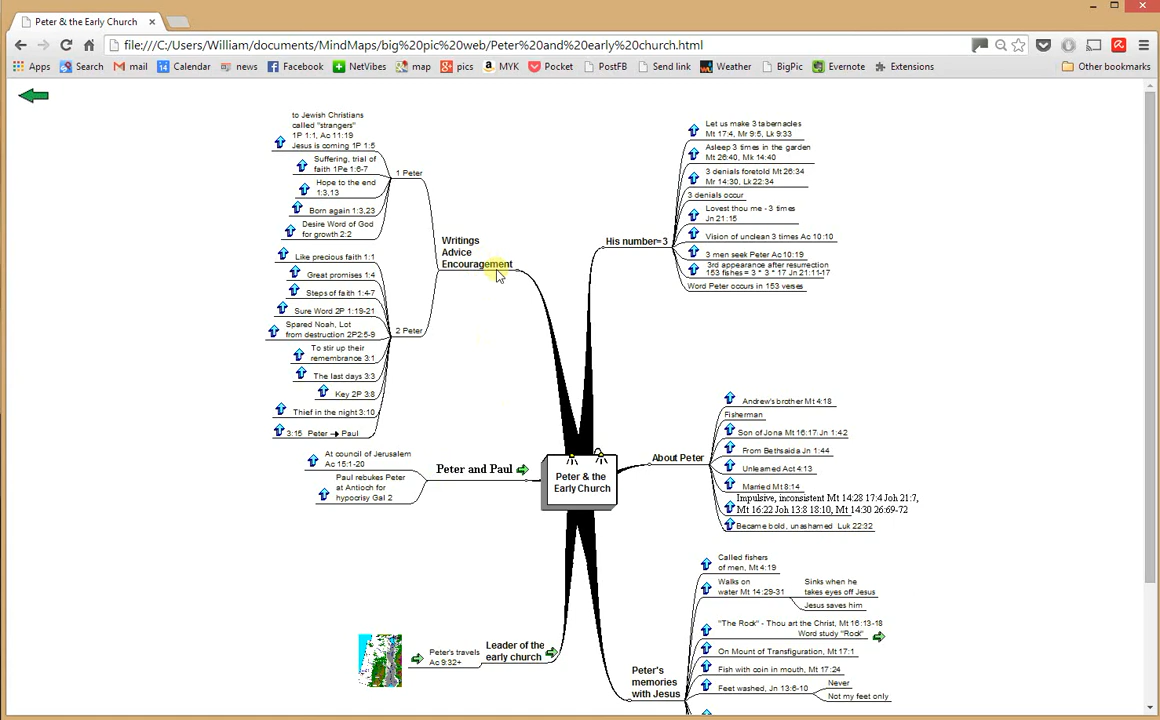 Peter & the Early Church
file:///C:/Users/William/documents/MindMaps/big%20pic%20web/Peter%20and%20early%20church.html
Apps Search mail 14 Calendar news Facebook NetVibes map pics MYK Pocket PostFB Send link Weather BigPic Evernote Extensions Other bookmarks
to Jewish Christians
called "strangers"
1P 1:1, Ac 11:19
Jesus is coming 1P 1:5
Suffering, trial of
faith 1Pe 1:6-7
Hope to the end
1:3,13
Born again 1:3,23
Desire Word of God
for growth 2:2
1 Peter
Like precious faith 1:1
Great promises 1:4
Steps of faith 1:4-7
Sure Word 2P 1:19-21
Spared Noah, Lot
from destruction 2P2:5-9
To stir up their
remembrance 3:1
The last days 3:3
Key 2P 3:8
Thief in the night 3:10
3:15 Peter → Paul
2 Peter
Writings
Advice
Encouragement
At council of Jerusalem
Ac 15:1-20
Paul rebukes Peter
at Antioch for
hypocrisy Gal 2
Peter and Paul
Peter's travels
Ac 9:32+
Leader of the
early church
Peter & the
Early Church
His number=3
Let us make 3 tabernacles
Mt 17:4, Mr 9:5, Lk 9:33
Asleep 3 times in the garden
Mt 26:40, Mk 14:40
3 denials foretold Mt 26:34
Mr 14:30, Lk 22:34
3 denials occur
Lovest thou me - 3 times
Jn 21:15
Vision of unclean 3 times Ac 10:10
3 men seek Peter Ac 10:19
3rd appearance after resurrection
153 fishes = 3 * 3 * 17 Jn 21:11-17
Word Peter occurs in 153 verses
About Peter
Andrew's brother Mt 4:18
Fisherman
Son of Jona Mt 16:17 Jn 1:42
From Bethsaida Jn 1:44
Unlearned Act 4:13
Married Mt 8:14
Impulsive, inconsistent Mt 14:28 17:4 Joh 21:7,
Mt 16:22 Joh 13:8 18:10, Mt 14:30 26:69-72
Became bold, unashamed Luk 22:32
Peter's
memories
with Jesus
Called fishers
of men, Mt 4:19
Walks on
water Mt 14:29-31
Sinks when he
takes eyes off Jesus
Jesus saves him
"The Rock" - Thou art the Christ, Mt 16:13-18
Word study "Rock"
On Mount of Transfiguration, Mt 17:1
Fish with coin in mouth, Mt 17:24
Feet washed, Jn 13:6-10
Never
Not my feet only